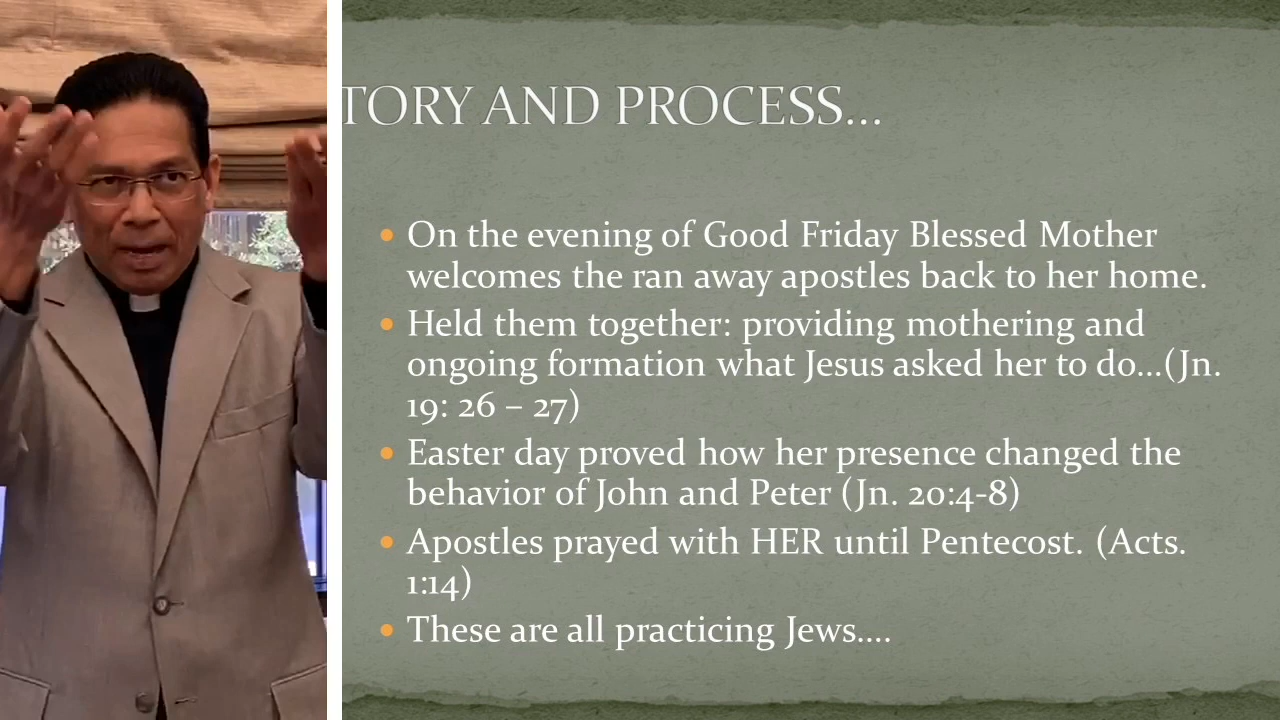 TORY AND PROCESS...
• On the evening of Good Friday Blessed Mother
welcomes the ran away apostles back to her home.
• Held them together: providing mothering and
ongoing formation what Jesus asked her to do...(Jn.
19: 26 – 27)
• Easter day proved how her presence changed the
behavior of John and Peter (Jn. 20:4-8)
• Apostles prayed with HER until Pentecost. (Acts.
1:14)
• These are all practicing Jews....